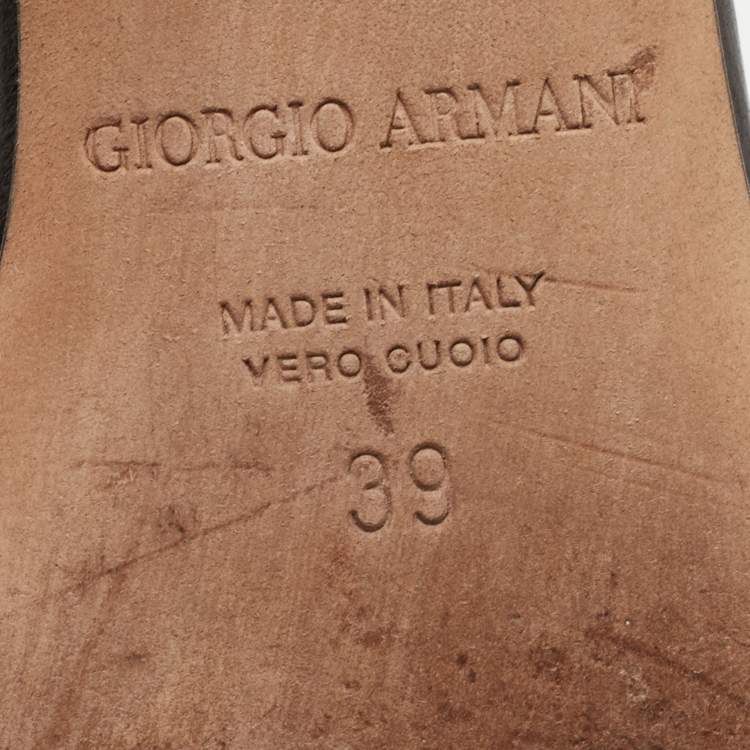 GIORGIO ARMANI
MADE IN ITALY
VERO CUOIO
39